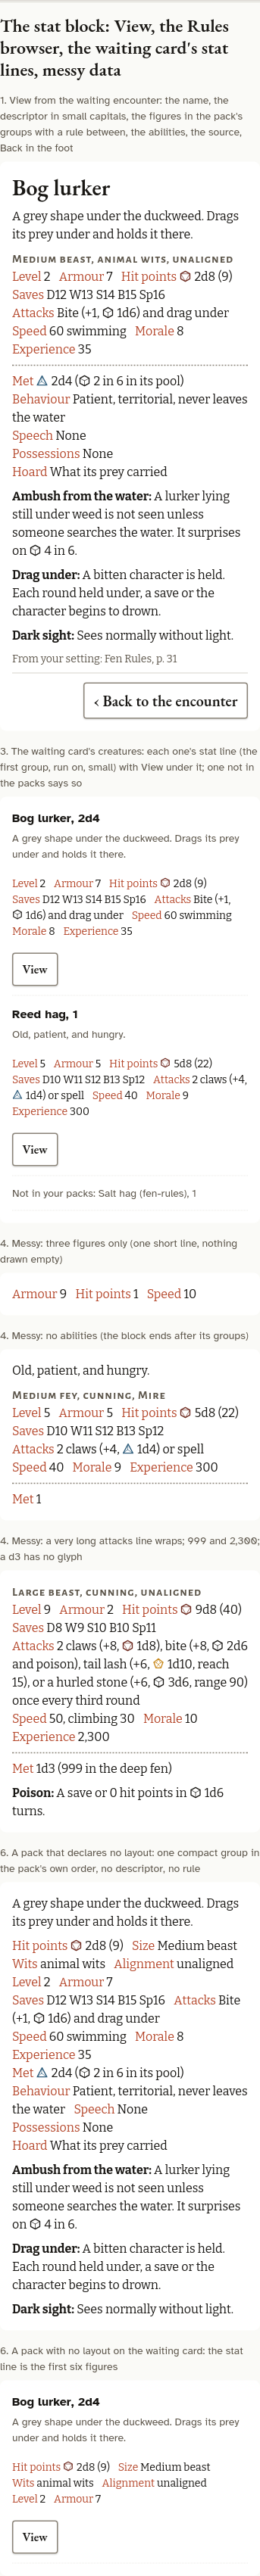 The stat block: View, the Rules
browser, the waiting card's stat
lines, messy data
1. View from the waiting encounter: the name, the
descriptor in small capitals, the figures in the pack's
groups with a rule between, the abilities, the source,
Back in the foot
Bog lurker
A grey shape under the duckweed. Drags
its prey under and holds it there.
MEDIUM BEAST, ANIMAL WITS, UNALIGNED
Level 2 Armour 7 Hit points 2d8 (9)
Saves D12 W13 S14 B15 Sp16
Attacks Bite (+1, 1d6) and drag under
Speed 60 swimming Morale 8
Experience 35
Met 2d4 (2 in 6 in its pool)
Behaviour Patient, territorial, never leaves
the water
Speech None
Possessions None
Hoard What its prey carried
Ambush from the water: A lurker lying
still under weed is not seen unless
someone searches the water. It surprises
on 4 in 6.
Drag under: A bitten character is held.
Each round held under, a save or the
character begins to drown.
Dark sight: Sees normally without light.
From your setting: Fen Rules, p. 31
‹ Back to the encounter
3. The waiting card's creatures: each one's stat line (the
first group, run on, small) with View under it; one not in
the packs says so
Bog lurker, 2d4
A grey shape under the duckweed. Drags its prey
under and holds it there.
Level 2 Armour 7 Hit points 2d8 (9)
Saves D12 W13 S14 B15 Sp16 Attacks Bite (+1,
1d6) and drag under Speed 60 swimming
Morale 8 Experience 35
View
Reed hag, 1
Old, patient, and hungry.
Level 5 Armour 5 Hit points 5d8 (22)
Saves D10 W11 S12 B13 Sp12 Attacks 2 claws (+4,
1d4) or spell Speed 40 Morale 9
Experience 300
View
Not in your packs: Salt hag (fen-rules), 1
4. Messy: three figures only (one short line, nothing
drawn empty)
Armour 9 Hit points 1 Speed 10
4. Messy: no abilities (the block ends after its groups)
Old, patient, and hungry.
MEDIUM FEY, CUNNING, MIRE
Level 5 Armour 5 Hit points 5d8 (22)
Saves D10 W11 S12 B13 Sp12
Attacks 2 claws (+4, 1d4) or spell
Speed 40 Morale 9 Experience 300
Met 1
4. Messy: a very long attacks line wraps; 999 and 2,300;
a d3 has no glyph
LARGE BEAST, CUNNING, UNALIGNED
Level 9 Armour 2 Hit points 9d8 (40)
Saves D8 W9 S10 B10 Sp11
Attacks 2 claws (+8, 1d8), bite (+8, 2d6
and poison), tail lash (+6, 1d10, reach
15), or a hurled stone (+6, 3d6, range 90)
once every third round
Speed 50, climbing 30 Morale 10
Experience 2,300
Met 1d3 (999 in the deep fen)
Poison: A save or 0 hit points in 1d6
turns.
6. A pack that declares no layout: one compact group in
the pack's own order, no descriptor, no rule
A grey shape under the duckweed. Drags
its prey under and holds it there.
Hit points 2d8 (9) Size Medium beast
Wits animal wits Alignment unaligned
Level 2 Armour 7
Saves D12 W13 S14 B15 Sp16 Attacks Bite
(+1, 1d6) and drag under
Speed 60 swimming Morale 8
Experience 35
Met 2d4 (2 in 6 in its pool)
Behaviour Patient, territorial, never leaves
the water Speech None
Possessions None
Hoard What its prey carried
Ambush from the water: A lurker lying
still under weed is not seen unless
someone searches the water. It surprises
on 4 in 6.
Drag under: A bitten character is held.
Each round held under, a save or the
character begins to drown.
Dark sight: Sees normally without light.
6. A pack with no layout on the waiting card: the stat
line is the first six figures
Bog lurker, 2d4
A grey shape under the duckweed. Drags its prey
under and holds it there.
Hit points 2d8 (9) Size Medium beast
Wits animal wits Alignment unaligned
Level 2 Armour 7
View